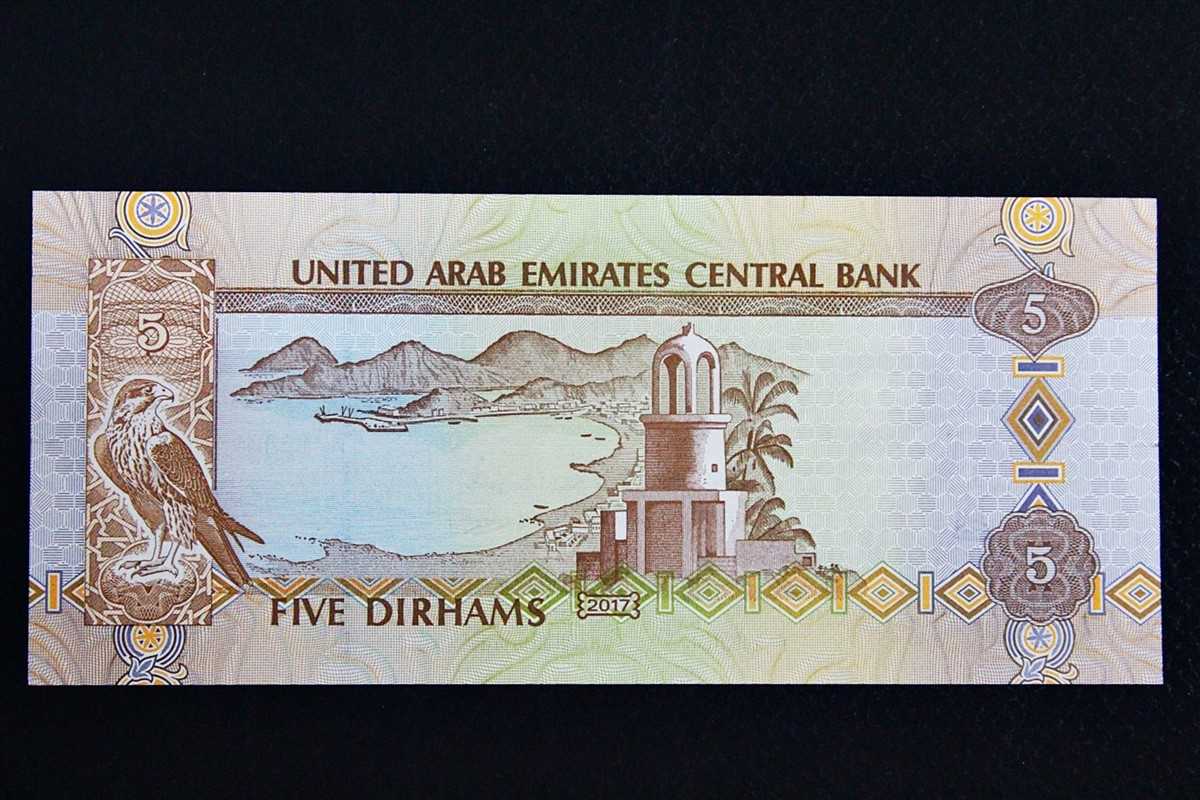 UNITED ARAB EMIRATES CENTRAL BANK
5
5
5
FIVE DIRHAMS
2017